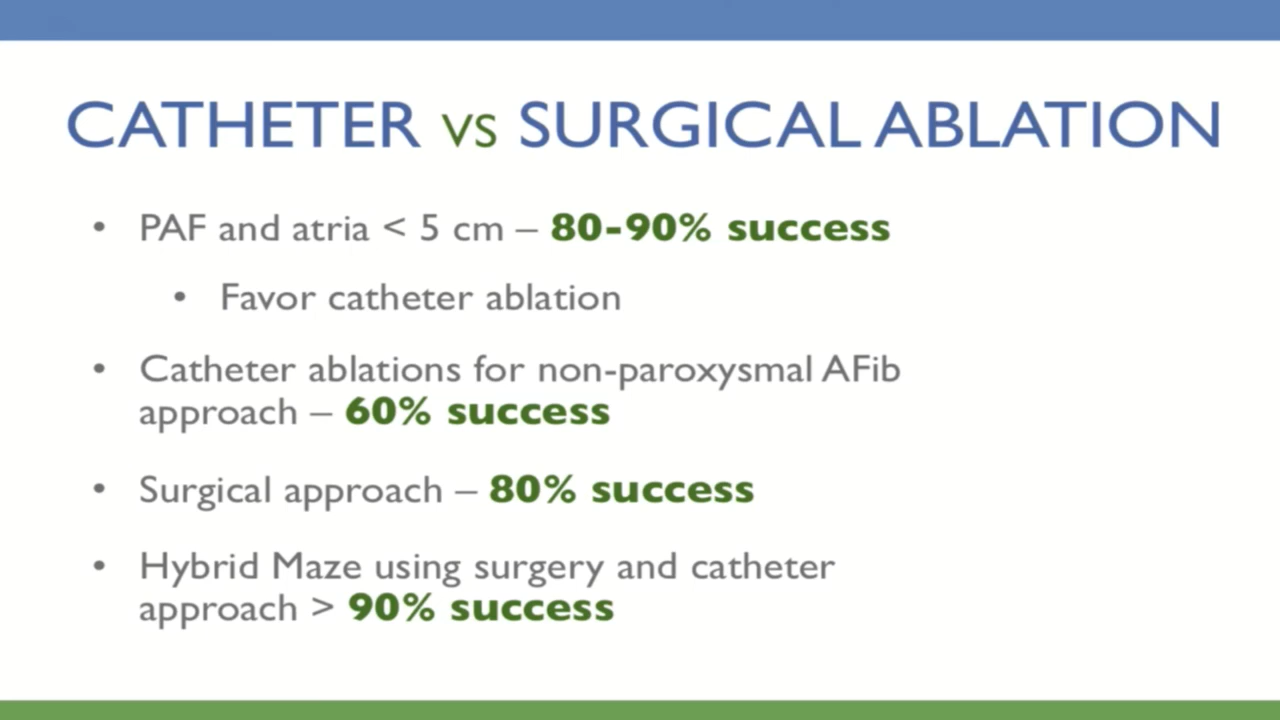 CATHETER VS SURGICAL ABLATION
• PAF and atria < 5 cm – 80-90% success
• Favor catheter ablation
• Catheter ablations for non-paroxysmal AFib
approach – 60% success
• Surgical approach – 80% success
• Hybrid Maze using surgery and catheter
approach > 90% success